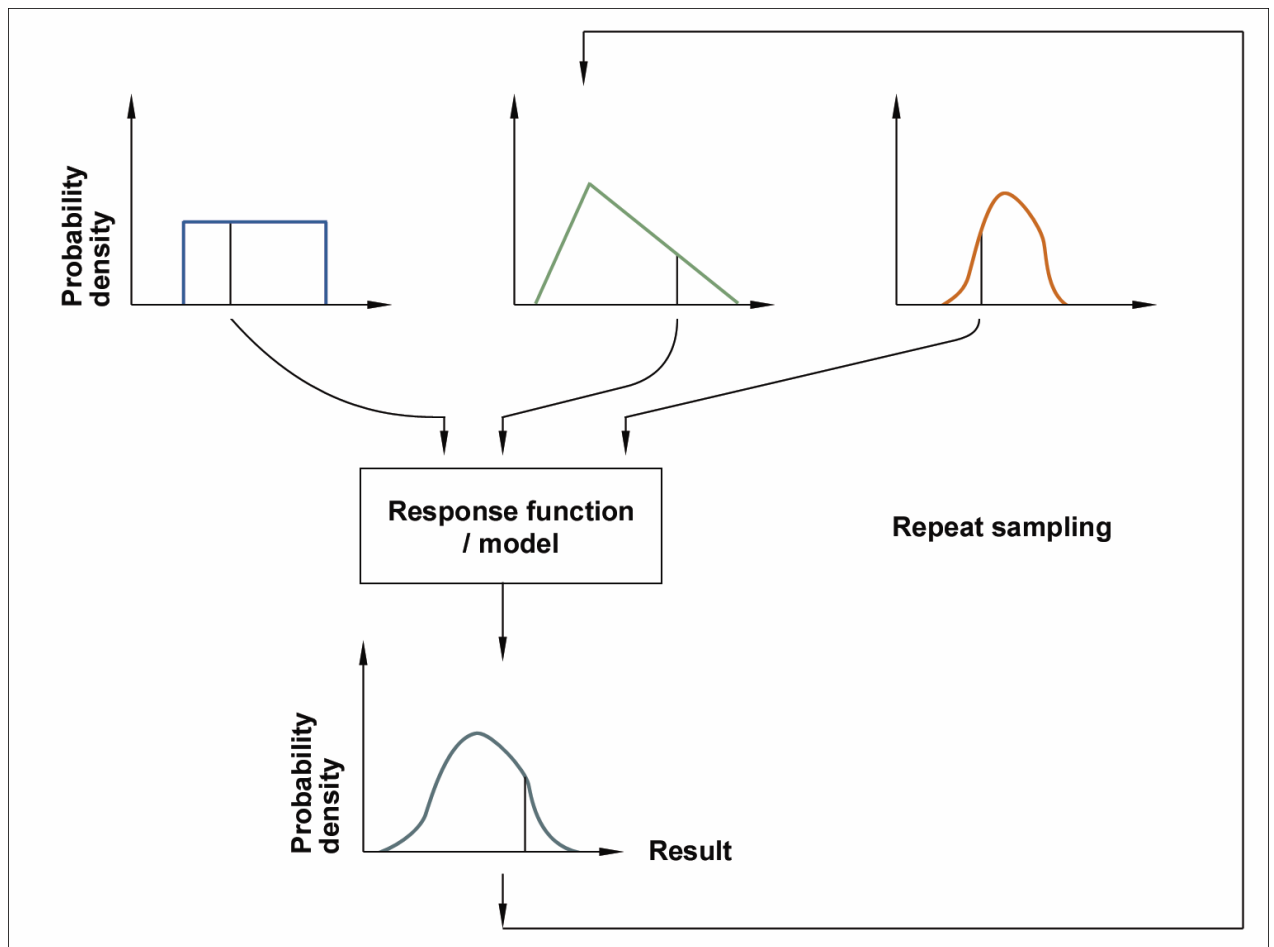 Probability
density
Response function
/ model
Repeat sampling
Probability
density
Result